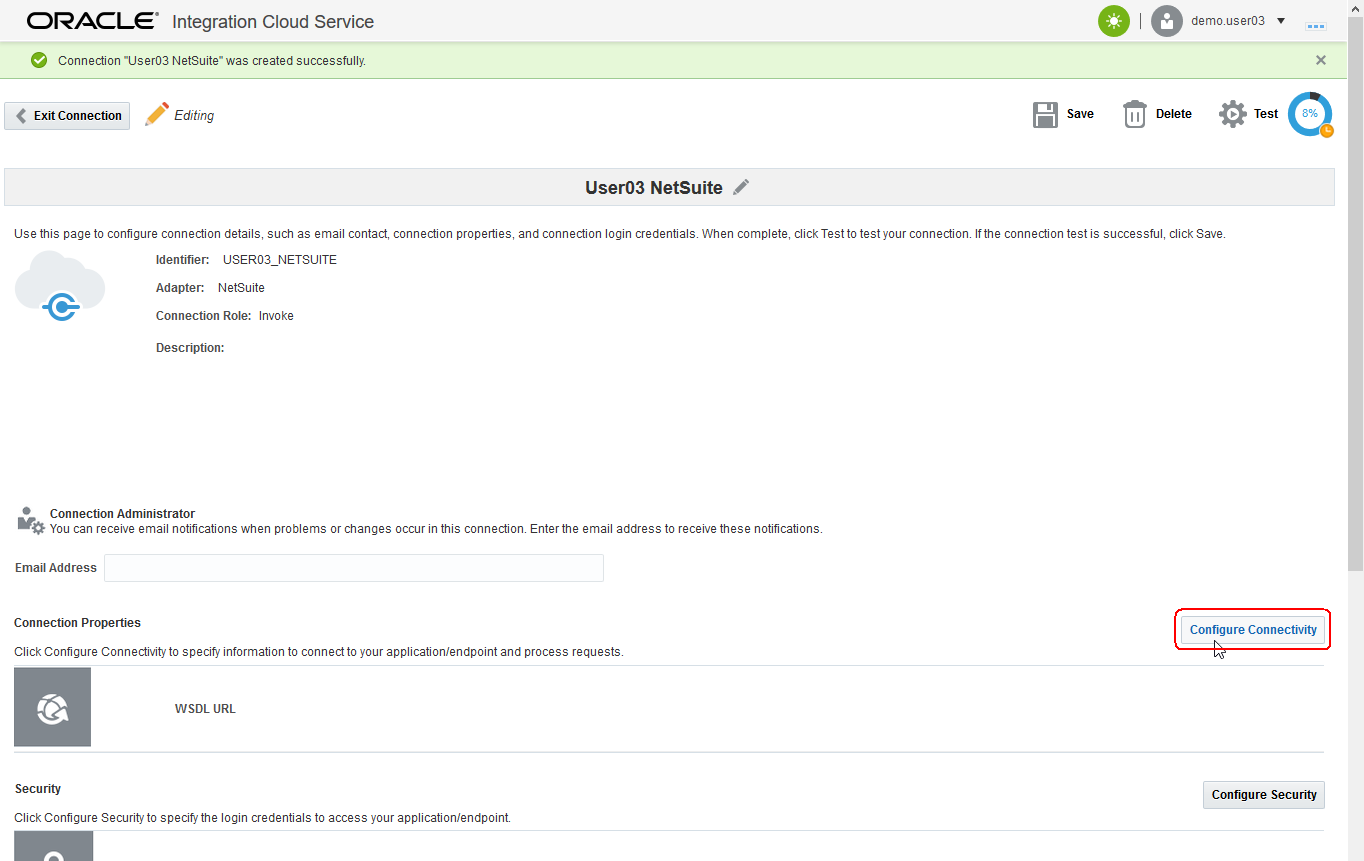 ORACLE® Integration Cloud Service
demo.user03
Connection "User03 NetSuite" was created successfully.
Exit Connection
Editing
Save
Delete
Test
8%
User03 NetSuite
Use this page to configure connection details, such as email contact, connection properties, and connection login credentials. When complete, click Test to test your connection. If the connection test is successful, click Save.
Identifier: USER03_NETSUITE
Adapter: NetSuite
Connection Role: Invoke
Description:
Connection Administrator
You can receive email notifications when problems or changes occur in this connection. Enter the email address to receive these notifications.
Email Address
Connection Properties
Configure Connectivity
Click Configure Connectivity to specify information to connect to your application/endpoint and process requests.
WSDL URL
Security
Configure Security
Click Configure Security to specify the login credentials to access your application/endpoint.